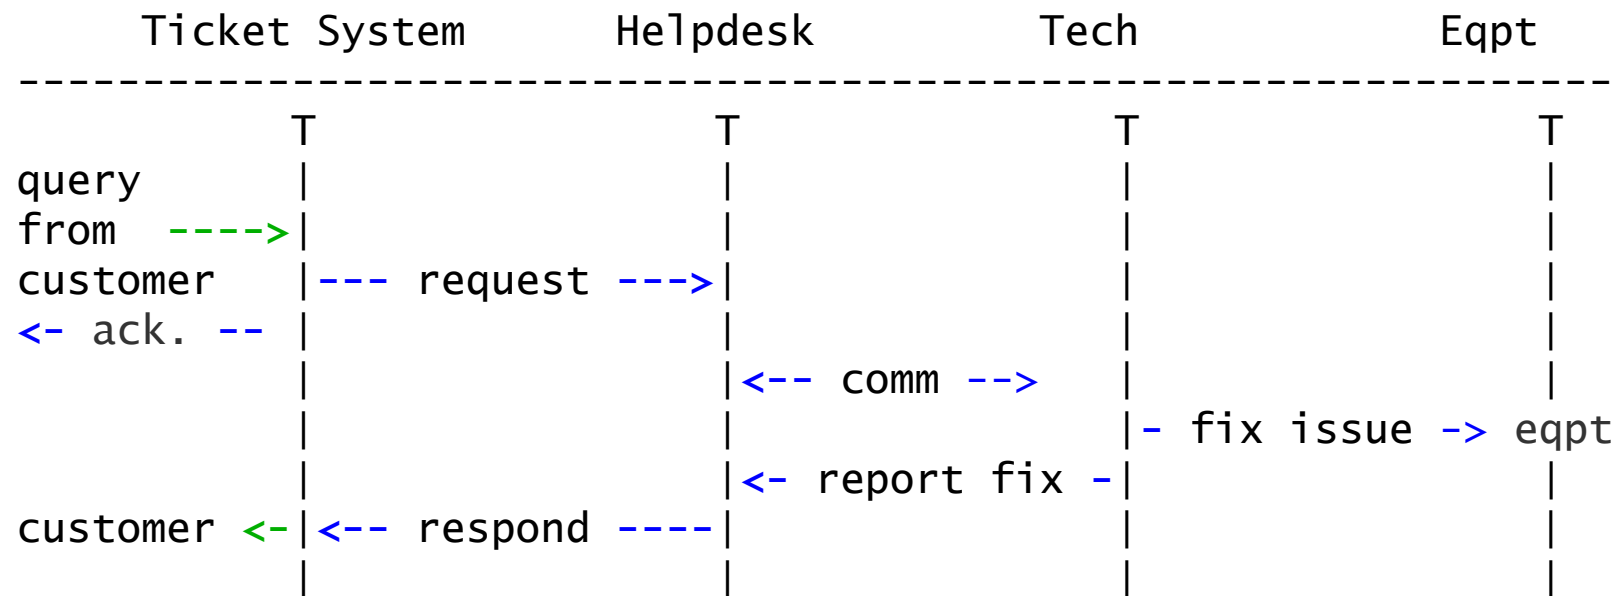 Ticket System Helpdesk Tech Eqpt
--------------------------------------------------------------
T T T T
query | | | |
from ---->| | | |
customer |--- request --->| | |
<- ack. -- | | | |
| |<-- comm --> | |
| | |- fix issue -> eqpt
| |<- report fix -| |
customer <-|<-- respond ----| | |
| | | |